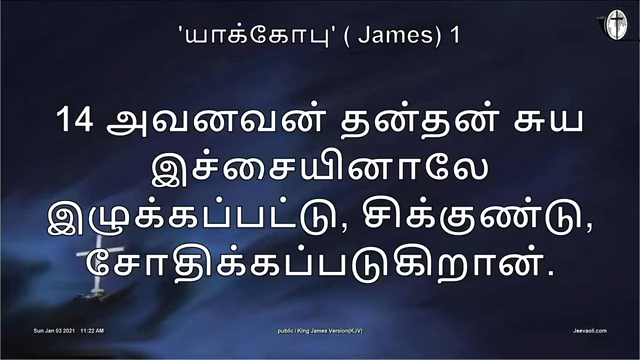 'யாக்கோபு' ( James) 1
14 அவனவன் தன்தன் சுய
இச்சையினாலே
இழுக்கப்பட்டு, சிக்குண்டு,
சோதிக்கப்படுகிறான்.
Sun Jan 03 2021 11:22 AM
public / King James Version(KJV)
Jeevaoli.com